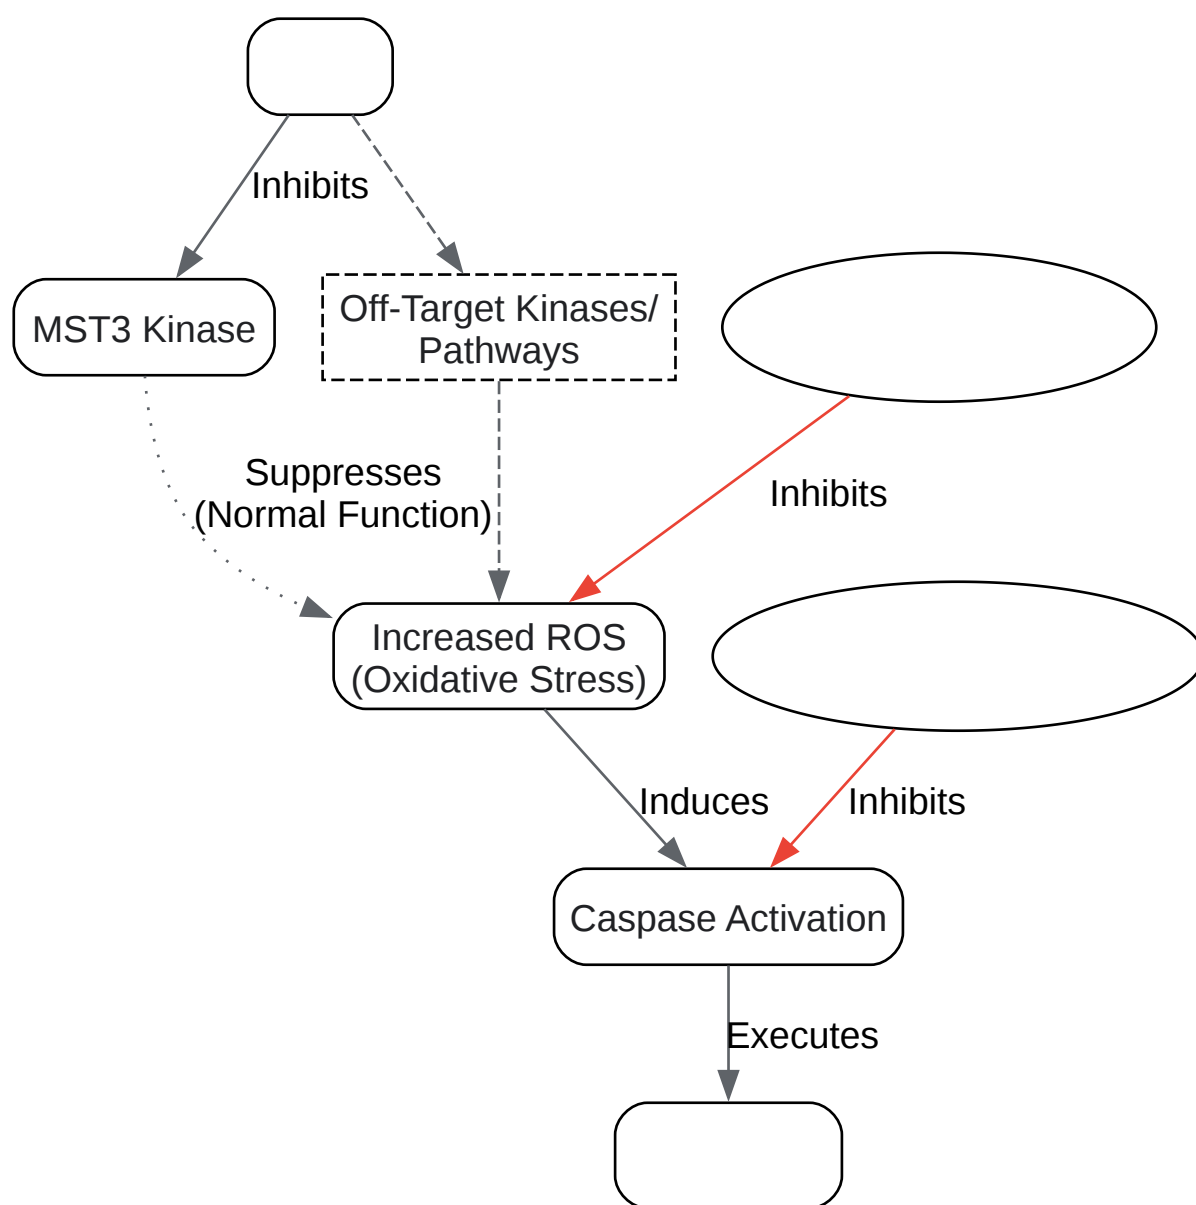 Inhibits
MST3 Kinase
Off-Target Kinases/
Pathways
Suppresses
(Normal Function)
Inhibits
Increased ROS
(Oxidative Stress)
Induces
Inhibits
Caspase Activation
Executes